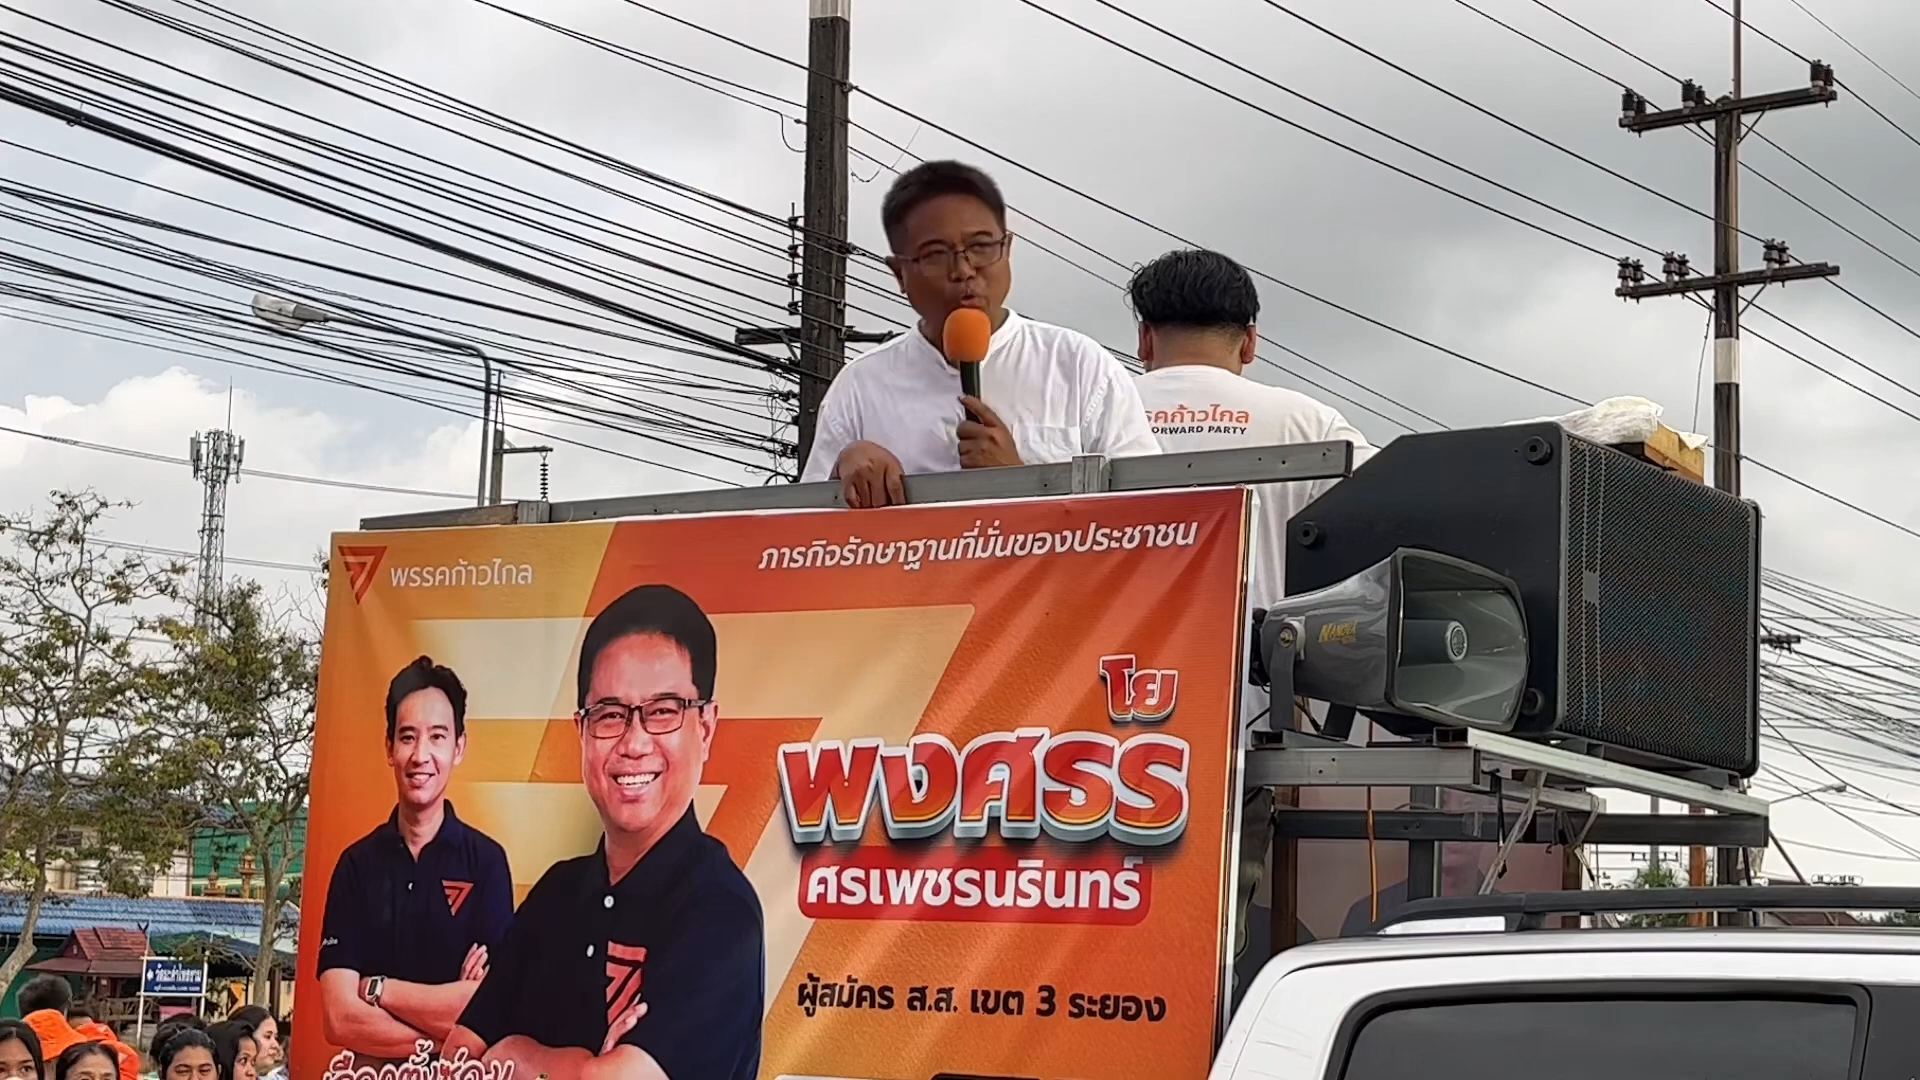 รคก้าวไกล
ORWARD PARTY
ภารกิจรักษาฐานที่มั่นของประชาชน
พรรคก้าวไกล
โย
พงศธร
ศรเพชรนรินทร์
ผู้สมัคร ส.ส. เขต 3 ระยอง